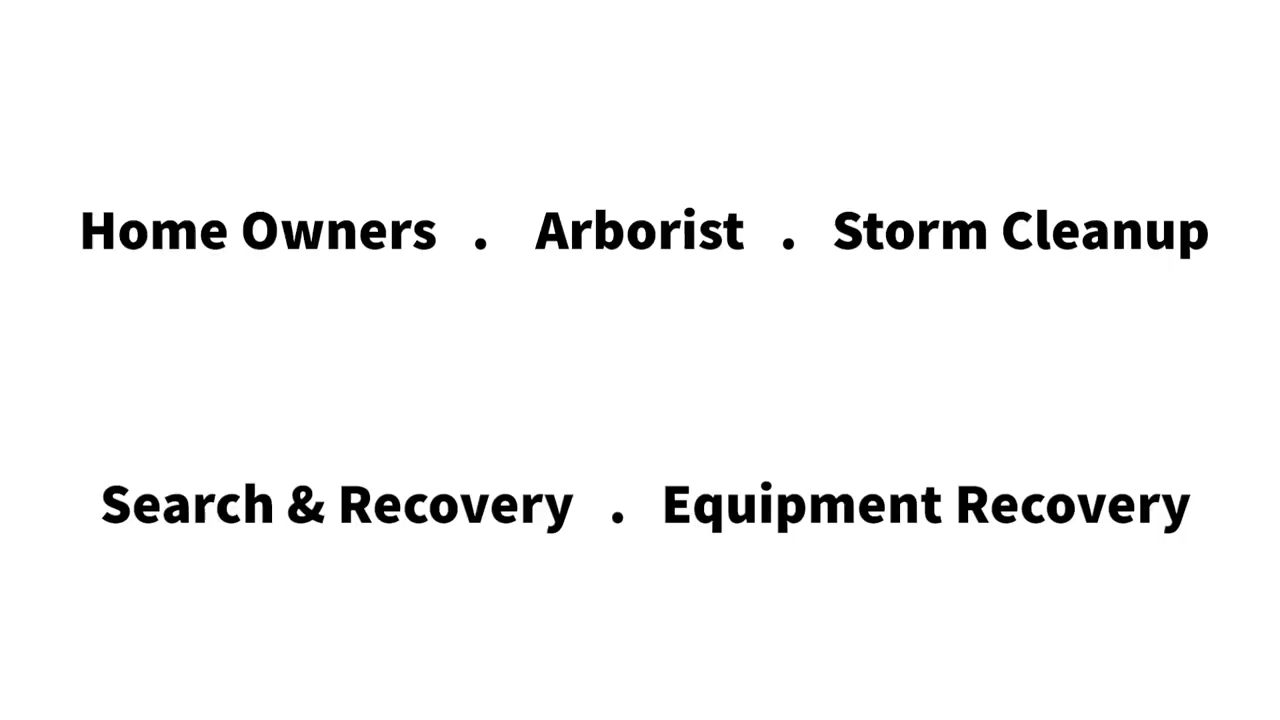 Home Owners . Arborist . Storm Cleanup
Search & Recovery . Equipment Recovery